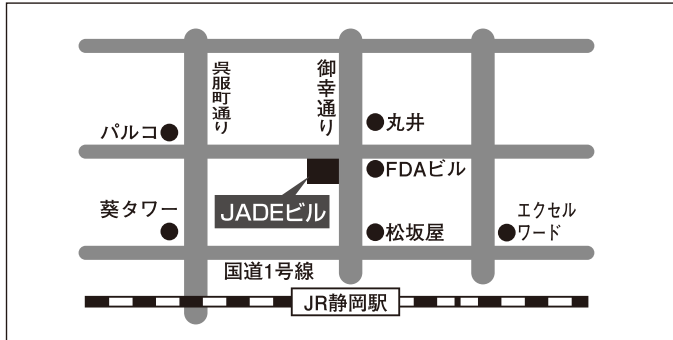 呉服町通り
御幸通り
パルコ
丸井
FDAビル
JADEビル
葵タワー
松坂屋
エクセル
ワード
国道1号線
JR静岡駅